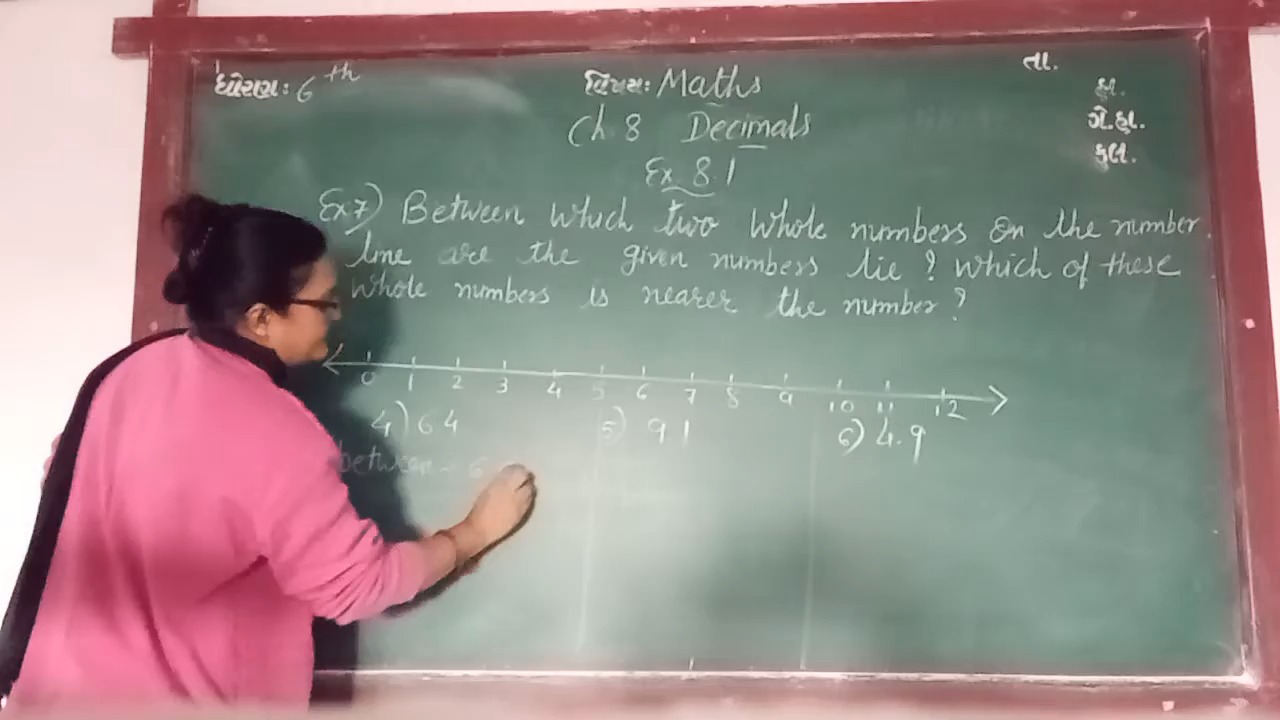 ધોરણ: 6th
વિષય: Maths
તા.
Ch. 8 Decimals
હા.
ગે.હા.
કુલ.
Ex. 8.1
Ex7) Between which two whole numbers on the number
line are the given numbers lie ? Which of these
whole numbers is nearer the number ?
0 1 2 3 4 5 6 7 8 9 10 11 12
4) 6 4 5) 9 1 6) 4.9
between - 6